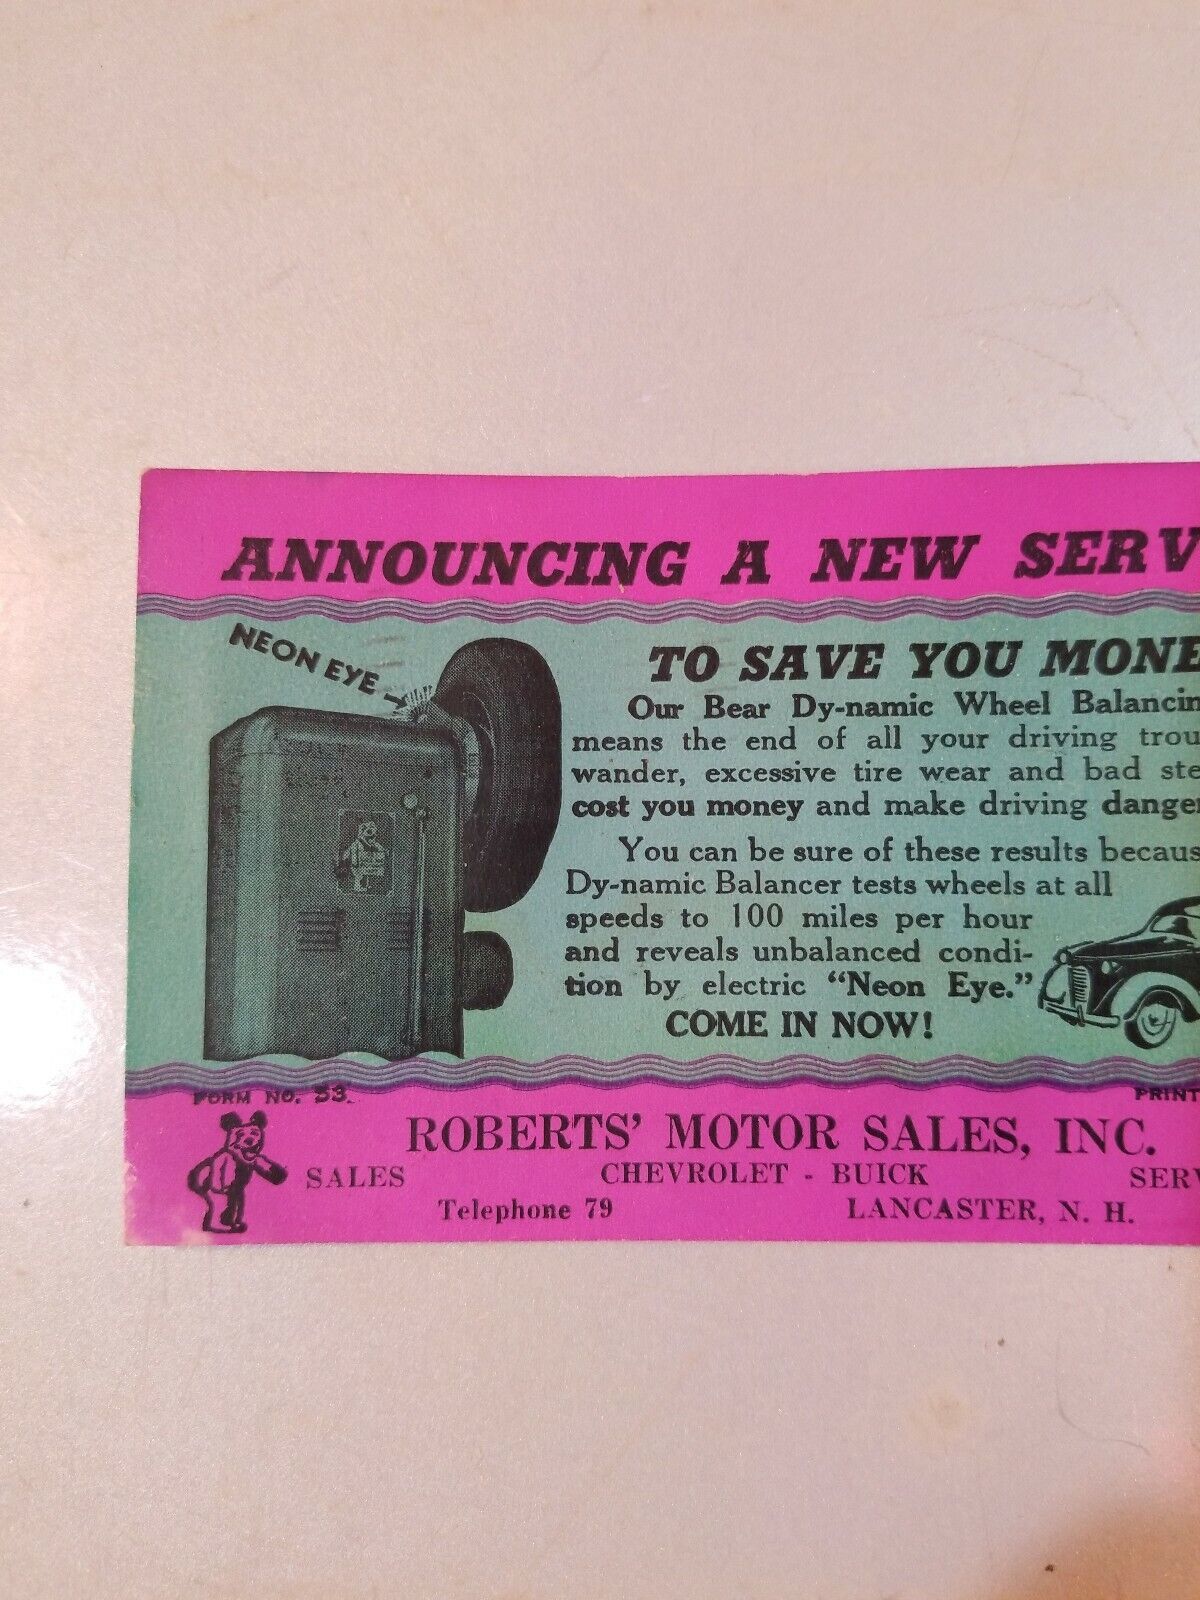 ANNOUNCING A NEW SERV
NEON EYE
TO SAVE YOU MONE
Our Bear Dy-namic Wheel Balancin
means the end of all your driving trou
wander, excessive tire wear and bad ste
cost you money and make driving danger
You can be sure of these results becaus
Dy-namic Balancer tests wheels at all
speeds to 100 miles per hour
and reveals unbalanced condi-
tion by electric "Neon Eye."
COME IN NOW!
FORM NO. 53.
PRINT
ROBERTS' MOTOR SALES, INC.
SALES CHEVROLET - BUICK SERV
Telephone 79 LANCASTER, N. H.